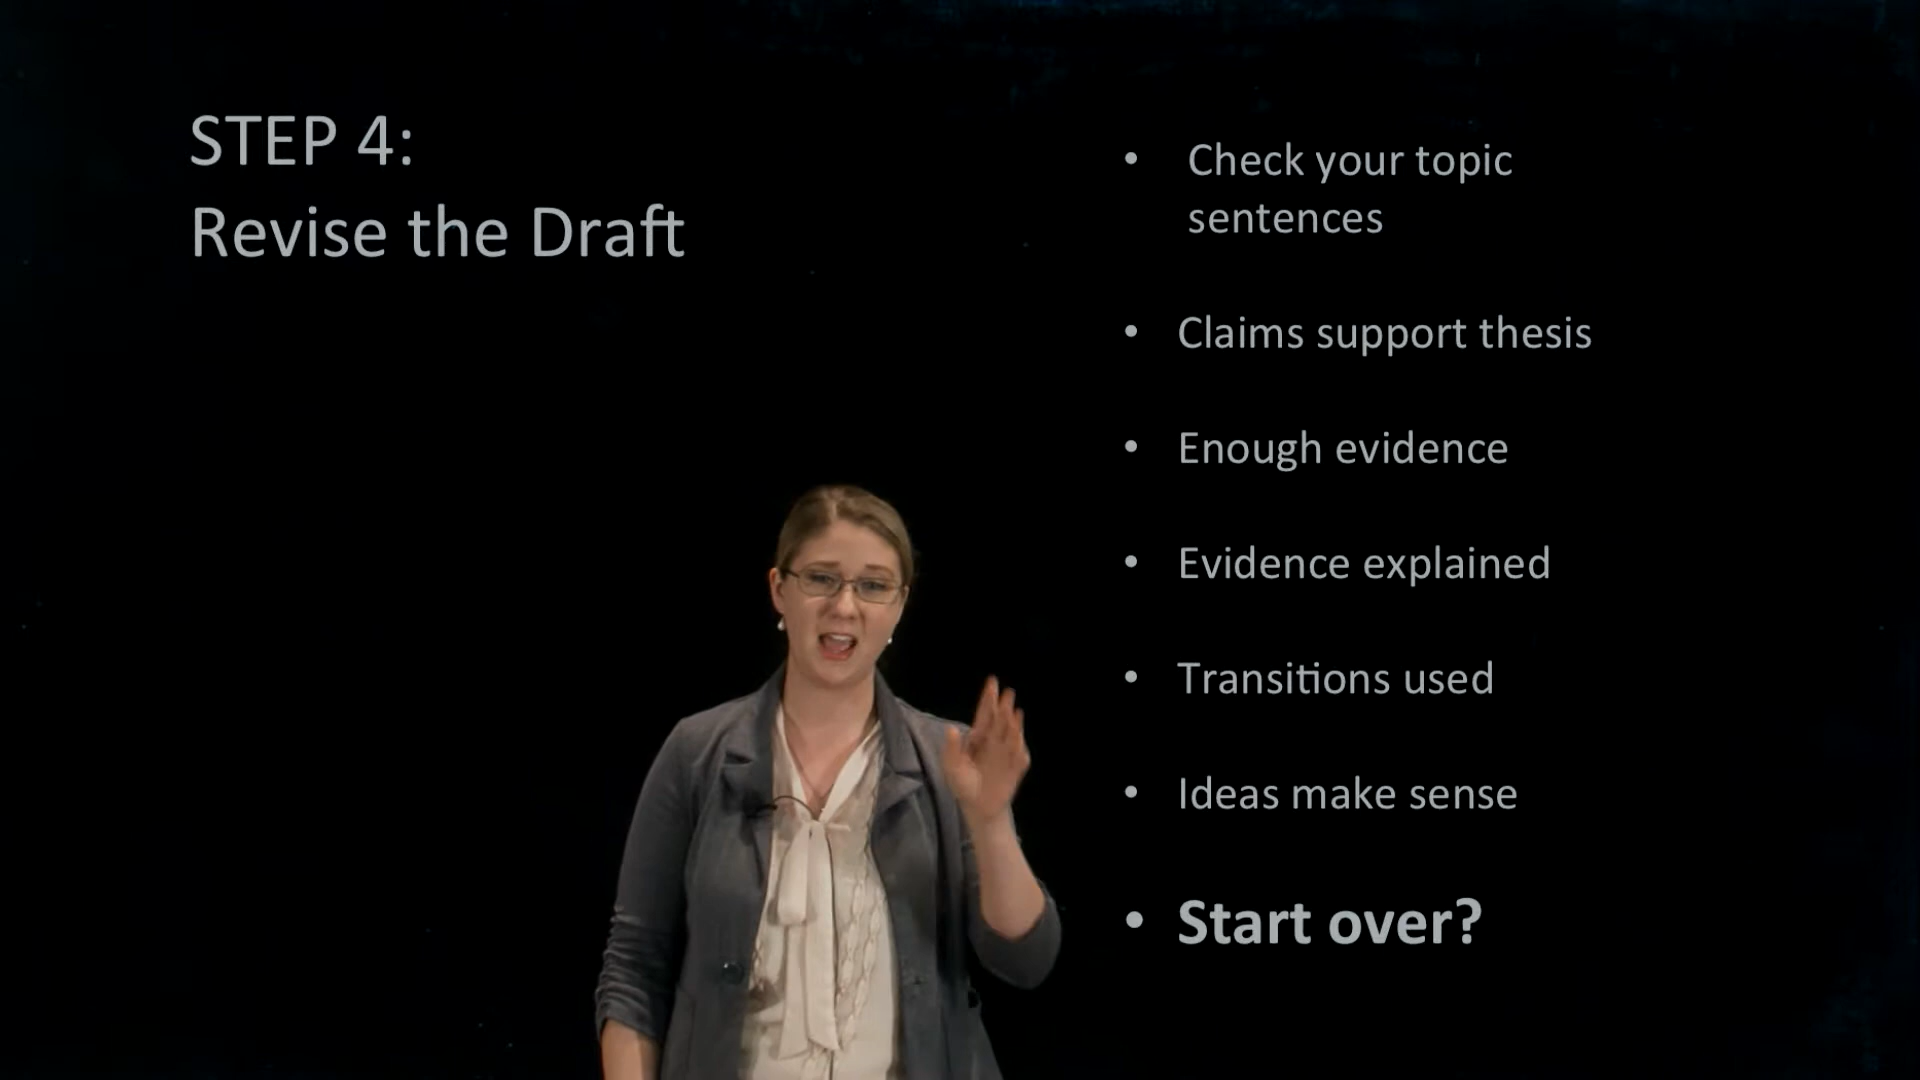 STEP 4:
Revise the Draft
• Check your topic
sentences
• Claims support thesis
• Enough evidence
• Evidence explained
• Transitions used
• Ideas make sense
• Start over?